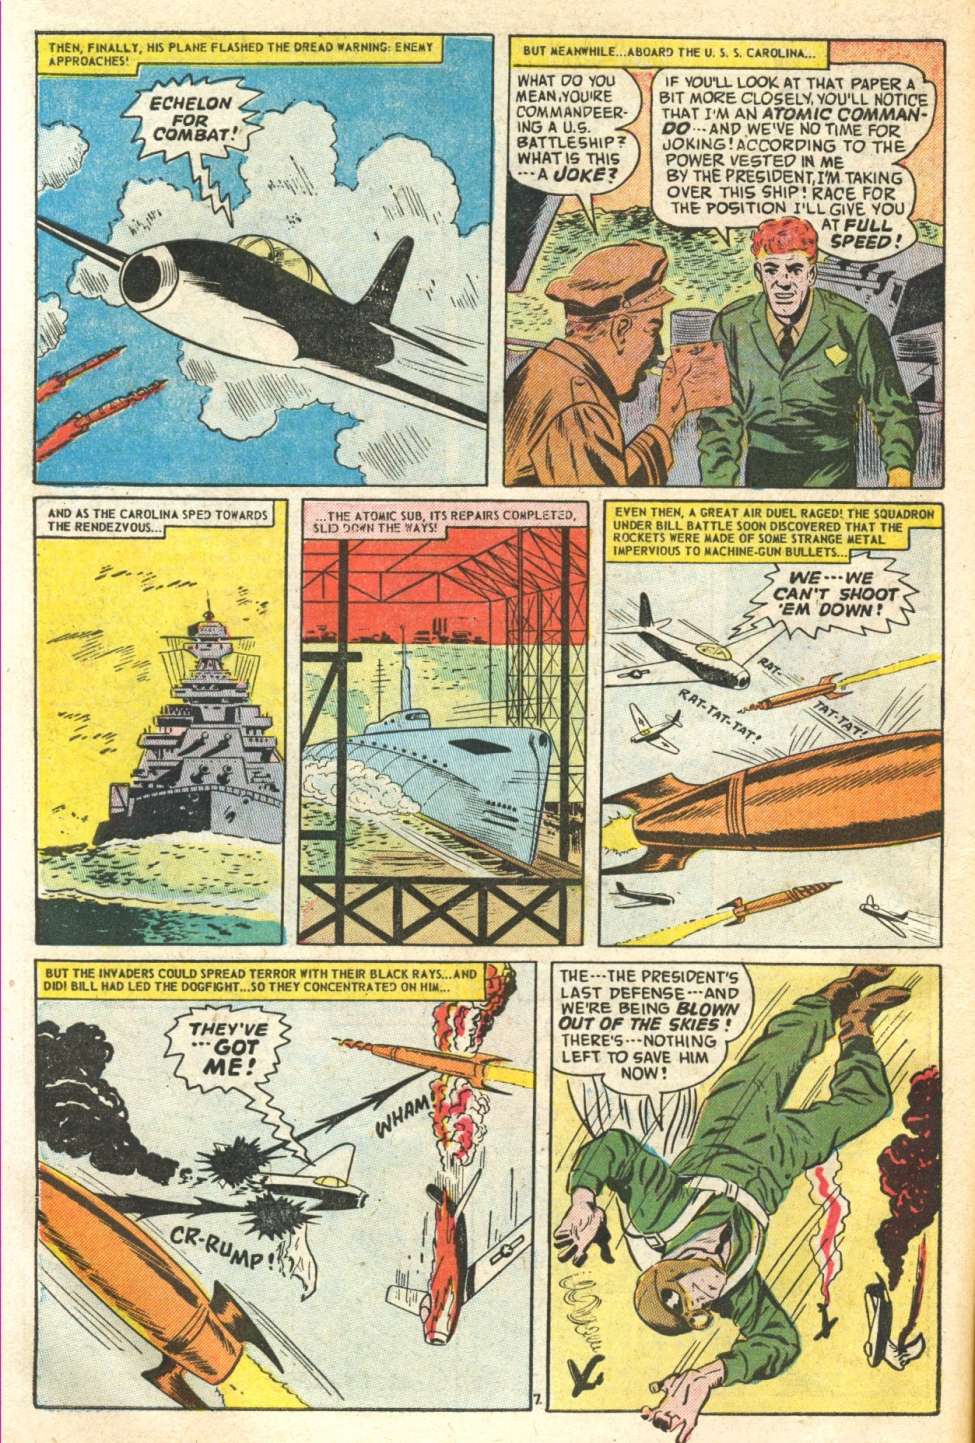 THEN, FINALLY, HIS PLANE FLASHED THE DREAD WARNING: ENEMY
APPROACHES!
ECHELON
FOR
COMBAT!
BUT MEANWHILE...ABOARD THE U. S. S. CAROLINA...
WHAT DO YOU
MEAN, YOU'RE
COMMANDEER-
ING A U.S.
BATTLESHIP?
WHAT IS THIS
---A JOKE?
IF YOU'LL LOOK AT THAT PAPER A
BIT MORE CLOSELY, YOU'LL NOTICE
THAT I'M AN ATOMIC COMMAN-
DO---AND WE'VE NO TIME FOR
JOKING! ACCORDING TO THE
POWER VESTED IN ME
BY THE PRESIDENT, I'M TAKING
OVER THIS SHIP! RACE FOR
THE POSITION I'LL GIVE YOU
AT FULL
SPEED!
AND AS THE CAROLINA SPED TOWARDS
THE RENDEZVOUS...
...THE ATOMIC SUB, ITS REPAIRS COMPLETED,
SLID DOWN THE WAYS!
EVEN THEN, A GREAT AIR DUEL RAGED! THE SQUADRON
UNDER BILL BATTLE SOON DISCOVERED THAT THE
ROCKETS WERE MADE OF SOME STRANGE METAL
IMPERVIOUS TO MACHINE-GUN BULLETS...
WE---WE
CAN'T SHOOT
'EM DOWN!
RAT-
RAT-TAT-TAT!
TAT-TAT!
BUT THE INVADERS COULD SPREAD TERROR WITH THEIR BLACK RAYS...AND
DID! BILL HAD LED THE DOGFIGHT...SO THEY CONCENTRATED ON HIM...
THEY'VE
---GOT
ME!
WHAM!
CR-RUMP!
THE---THE PRESIDENT'S
LAST DEFENSE---AND
WE'RE BEING BLOWN
OUT OF THE SKIES!
THERE'S---NOTHING
LEFT TO SAVE HIM
NOW!
7